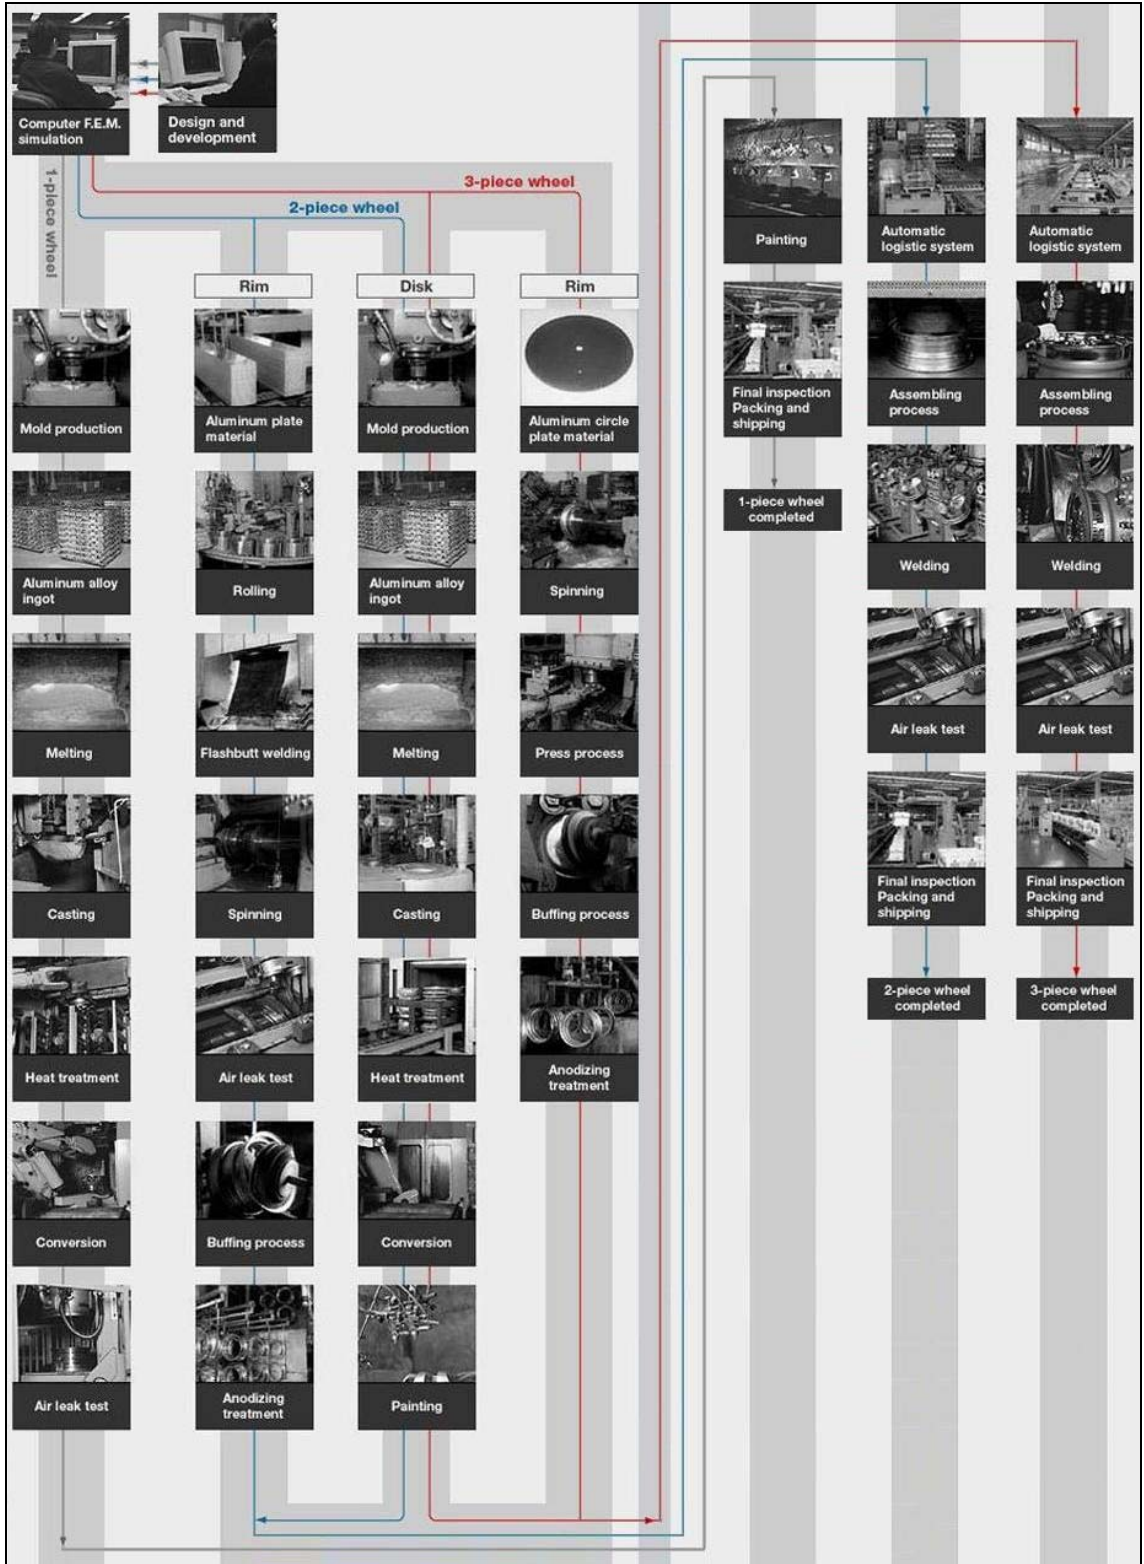 Computer F.E.M.
simulation
Design and
development
1-piece wheel
3-piece wheel
2-piece wheel
Rim
Disk
Rim
Mold production
Aluminum plate
material
Mold production
Aluminum circle
plate material
Aluminum alloy
ingot
Rolling
Aluminum alloy
ingot
Spinning
Melting
Flashbutt welding
Melting
Press process
Casting
Spinning
Casting
Buffing process
Heat treatment
Air leak test
Heat treatment
Anodizing
treatment
Conversion
Buffing process
Conversion
Air leak test
Anodizing
treatment
Painting
Painting
Final inspection
Packing and
shipping
1-piece wheel
completed
Automatic
logistic system
Assembling
process
Welding
Air leak test
Final inspection
Packing and
shipping
2-piece wheel
completed
Automatic
logistic system
Assembling
process
Welding
Air leak test
Final inspection
Packing and
shipping
3-piece wheel
completed